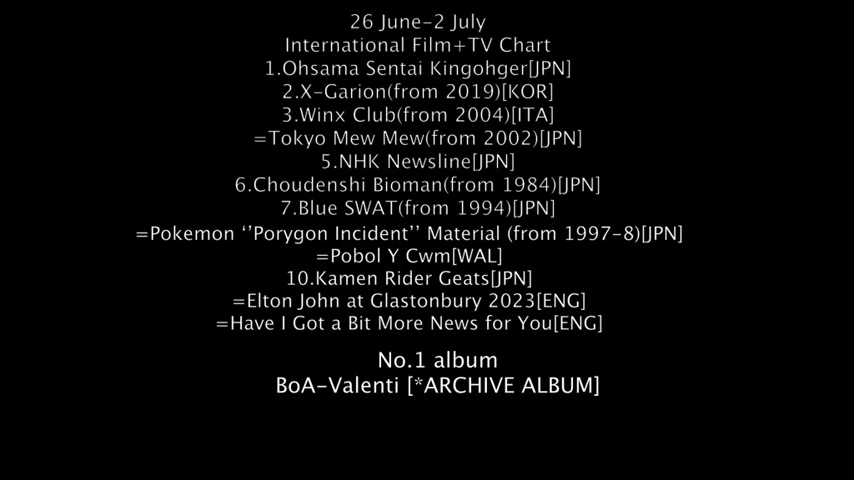 26 June-2 July
International Film+TV Chart
1.Ohsama Sentai Kingohger[JPN]
2.X-Garion(from 2019)[KOR]
3.Winx Club(from 2004)[ITA]
=Tokyo Mew Mew(from 2002)[JPN]
5.NHK Newsline[JPN]
6.Choudenshi Bioman(from 1984)[JPN]
7.Blue SWAT(from 1994)[JPN]
=Pokemon ‘’Porygon Incident’’ Material (from 1997-8)[JPN]
=Pobol Y Cwm[WAL]
10.Kamen Rider Geats[JPN]
=Elton John at Glastonbury 2023[ENG]
=Have I Got a Bit More News for You[ENG]
No.1 album
BoA-Valenti [*ARCHIVE ALBUM]